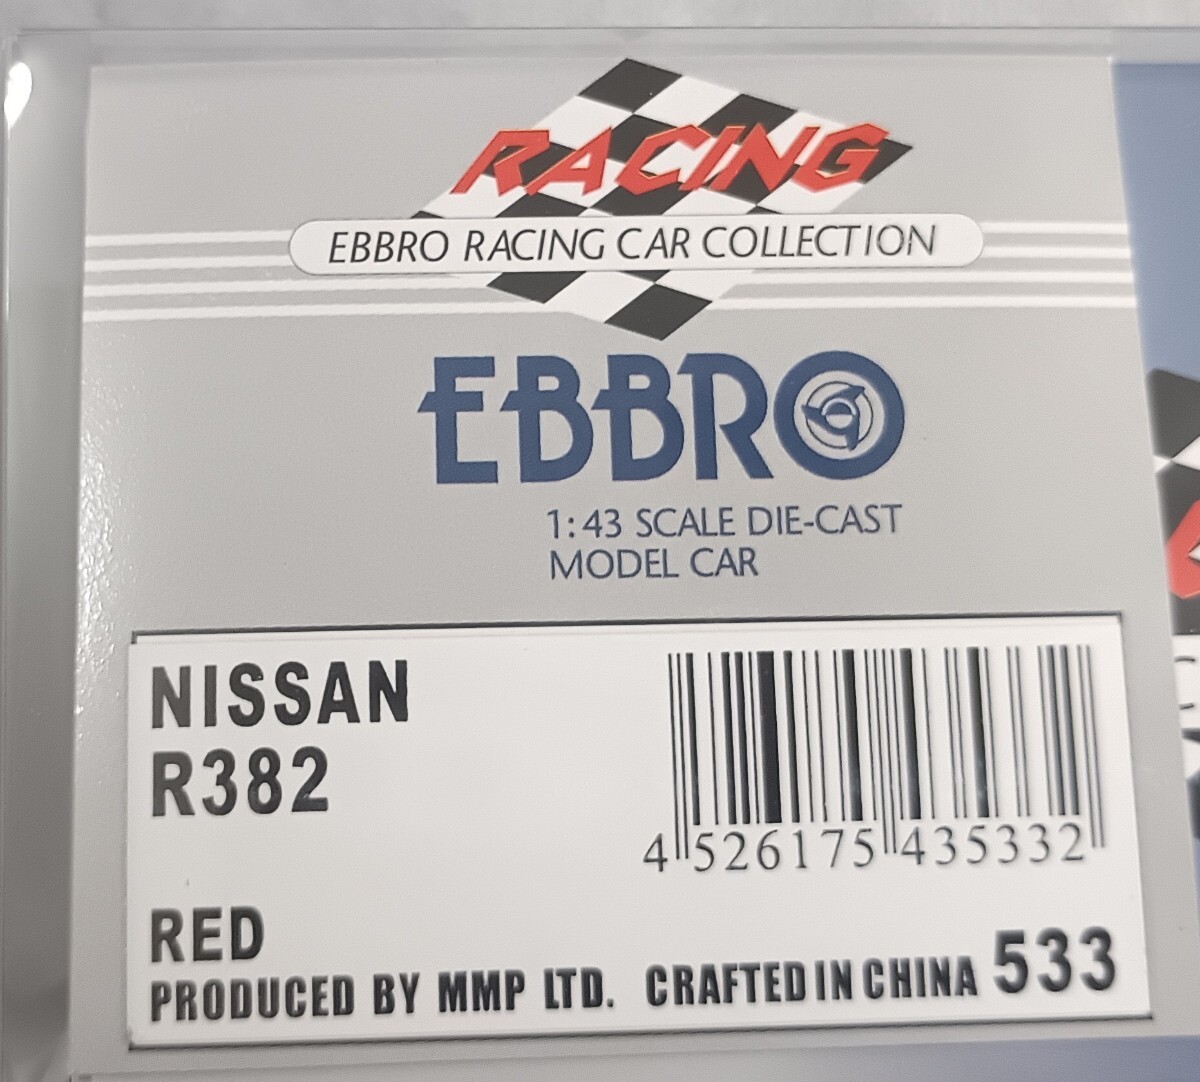 RACING
EBBRO RACING CAR COLLECTION
EBBRO
1:43 SCALE DIE-CAST
MODEL CAR
NISSAN
R382
4 526175 435332
RED
PRODUCED BY MMP LTD. CRAFTED IN CHINA 533